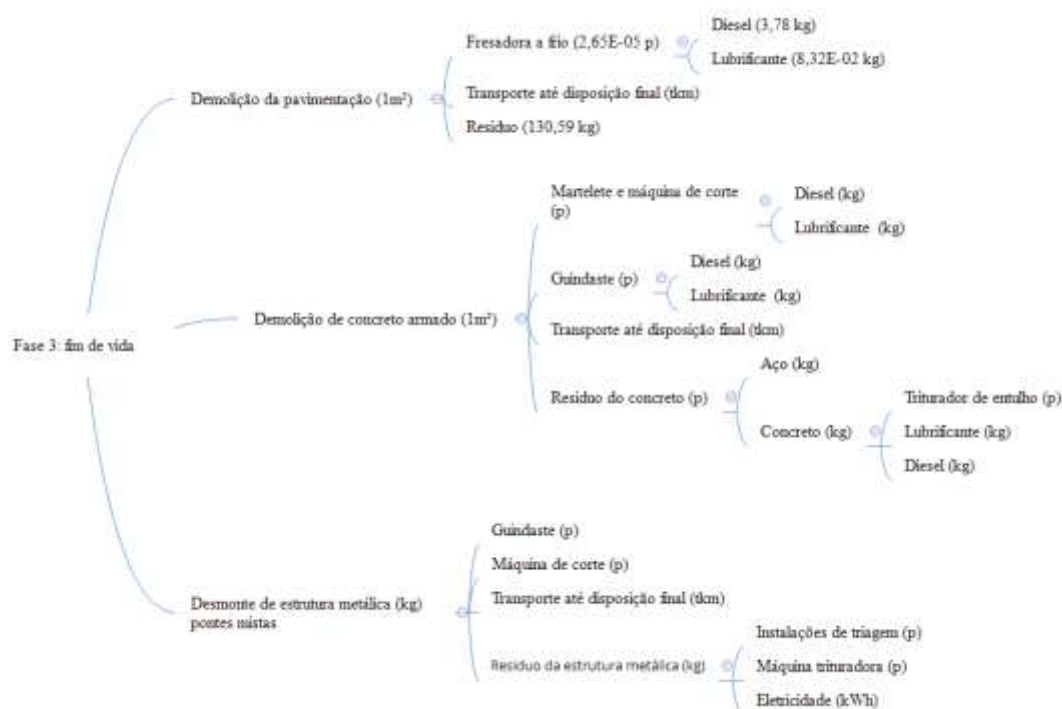 Fase 3: fim de vida
Demolição da pavimentação (1m²)
Fresadora a frio (2,65E-05 p)
Diesel (3,78 kg)
Lubrificante (8,32E-02 kg)
Transporte até disposição final (tkm)
Resíduo (130,59 kg)
Demolição de concreto armado (1m²)
Martelete e máquina de corte
(p)
Diesel (kg)
Lubrificante (kg)
Guindaste (p)
Diesel (kg)
Lubrificante (kg)
Transporte até disposição final (tkm)
Resíduo do concreto (p)
Aço (kg)
Concreto (kg)
Triturador de entulho (p)
Lubrificante (kg)
Diesel (kg)
Desmonte de estrutura metálica (kg)
pontes mistas
Guindaste (p)
Máquina de corte (p)
Transporte até disposição final (tkm)
Resíduo da estrutura metálica (kg)
Instalações de triagem (p)
Máquina trituradora (p)
Eletricidade (kWh)